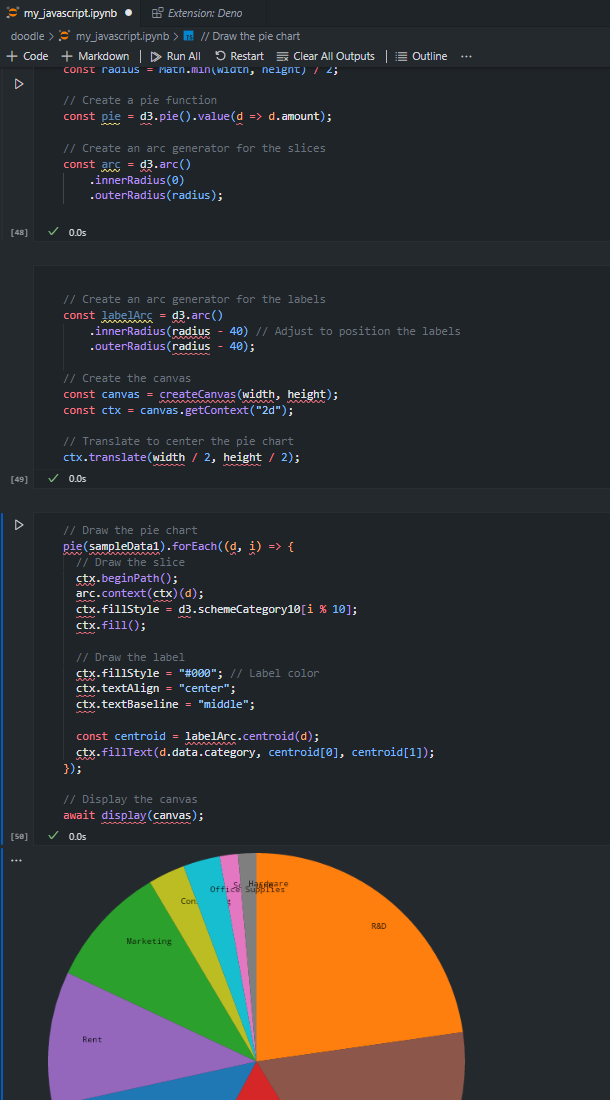 my_javascript.ipynb
Extension: Deno
doodle > my_javascript.ipynb > // Draw the pie chart
+ Code + Markdown Run All Restart Clear All Outputs Outline ...
const radius = Math.min(width, height) / 2;
// Create a pie function
const pie = d3.pie().value(d => d.amount);
// Create an arc generator for the slices
const arc = d3.arc()
.innerRadius(0)
.outerRadius(radius);
[48] 0.0s
// Create an arc generator for the labels
const labelArc = d3.arc()
.innerRadius(radius - 40) // Adjust to position the labels
.outerRadius(radius - 40);
// Create the canvas
const canvas = createCanvas(width, height);
const ctx = canvas.getContext("2d");
// Translate to center the pie chart
ctx.translate(width / 2, height / 2);
[49] 0.0s
// Draw the pie chart
pie(sampleData1).forEach((d, i) => {
// Draw the slice
ctx.beginPath();
arc.context(ctx)(d);
ctx.fillStyle = d3.schemeCategory10[i % 10];
ctx.fill();
// Draw the label
ctx.fillStyle = "#000"; // Label color
ctx.textAlign = "center";
ctx.textBaseline = "middle";
const centroid = labelArc.centroid(d);
ctx.fillText(d.data.category, centroid[0], centroid[1]);
});
// Display the canvas
await display(canvas);
[50] 0.0s
...
Hardware
Office Supplies
R&D
Marketing
Rent